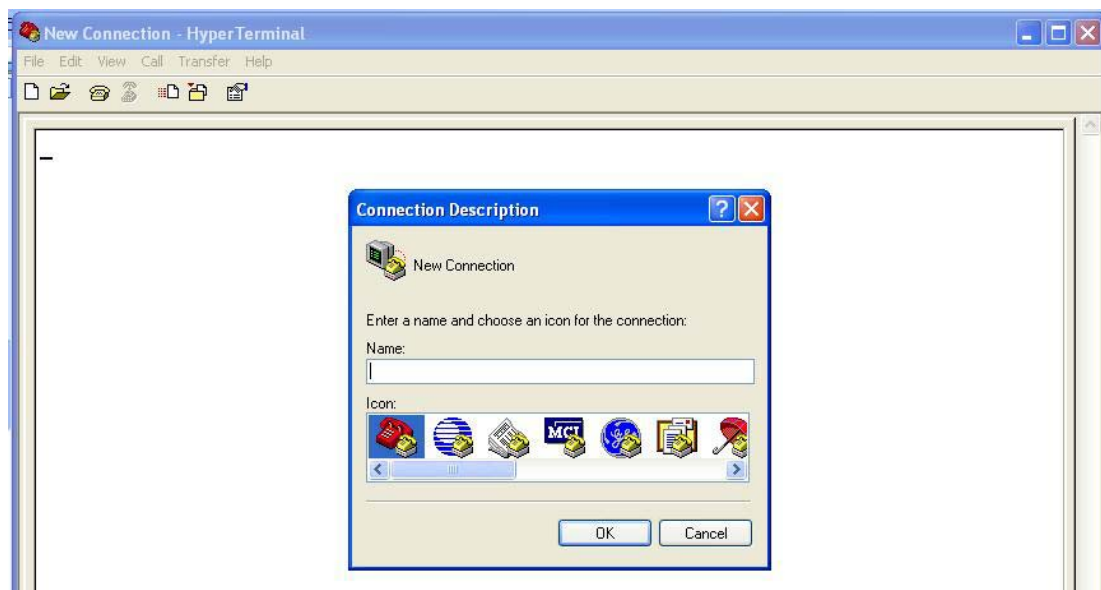 New Connection - HyperTerminal
File Edit View Call Transfer Help
Connection Description
New Connection
Enter a name and choose an icon for the connection:
Name:
Icon:
MCI
OK Cancel